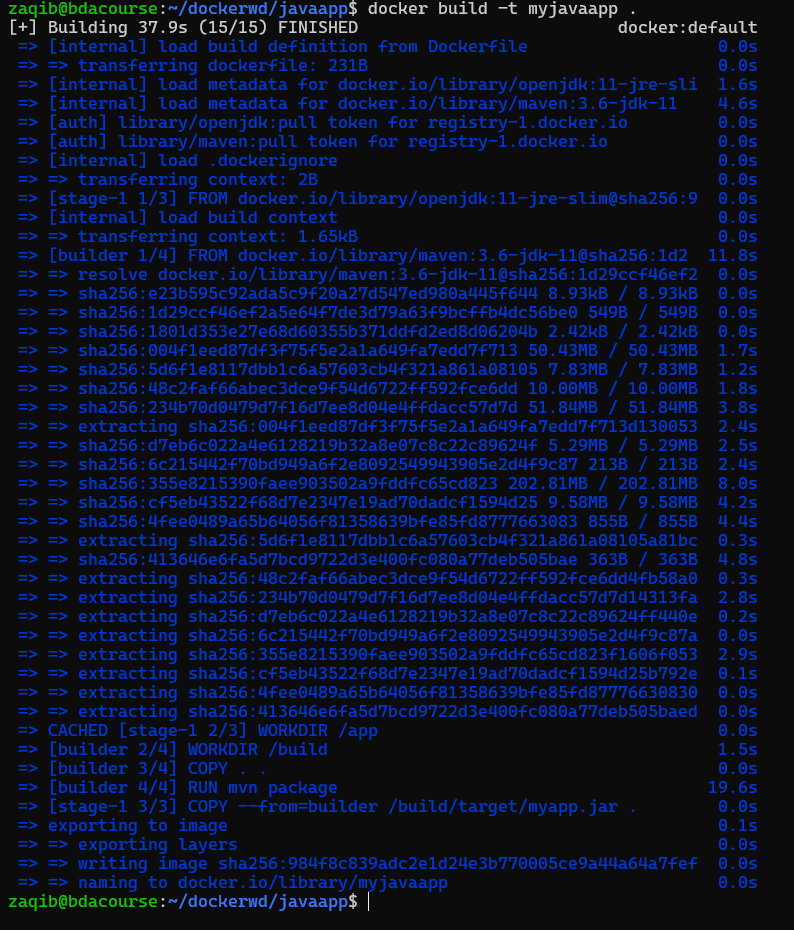 zaqib@bdacourse:~/dockerwd/javaapp$ docker build -t myjavaapp .
[+] Building 37.9s (15/15) FINISHED docker:default
=> [internal] load build definition from Dockerfile 0.0s
=> => transferring dockerfile: 231B 0.0s
=> [internal] load metadata for docker.io/library/openjdk:11-jre-sli 1.6s
=> [internal] load metadata for docker.io/library/maven:3.6-jdk-11 4.6s
=> [auth] library/openjdk:pull token for registry-1.docker.io 0.0s
=> [auth] library/maven:pull token for registry-1.docker.io 0.0s
=> [internal] load .dockerignore 0.0s
=> => transferring context: 2B 0.0s
=> [stage-1 1/3] FROM docker.io/library/openjdk:11-jre-slim@sha256:9 0.0s
=> [internal] load build context 0.0s
=> => transferring context: 1.65kB 0.0s
=> [builder 1/4] FROM docker.io/library/maven:3.6-jdk-11@sha256:1d2 11.8s
=> => resolve docker.io/library/maven:3.6-jdk-11@sha256:1d29ccf46ef2 0.0s
=> => sha256:e23b595c92ada5c9f20a27d547ed980a445f644 8.93kB / 8.93kB 0.0s
=> => sha256:1d29ccf46ef2a5e64f7de3d79a63f9bcffb4dc56be0 549B / 549B 0.0s
=> => sha256:1801d353e27e68d60355b371ddfd2ed8d06204b 2.42kB / 2.42kB 0.0s
=> => sha256:004f1eed87df3f75f5e2a1a649fa7edd7f713 50.43MB / 50.43MB 1.7s
=> => sha256:5d6f1e8117dbb1c6a57603cb4f321a861a08105 7.83MB / 7.83MB 1.2s
=> => sha256:48c2faf66abec3dce9f54d6722ff592fce6dd 10.00MB / 10.00MB 1.8s
=> => sha256:234b70d0479d7f16d7ee8d04e4ffdacc57d7d 51.84MB / 51.84MB 3.8s
=> => extracting sha256:004f1eed87df3f75f5e2a1a649fa7edd7f713d130053 2.4s
=> => sha256:d7eb6c022a4e6128219b32a8e07c8c22c89624f 5.29MB / 5.29MB 2.5s
=> => sha256:6c215442f70bd949a6f2e8092549943905e2d4f9c87 213B / 213B 2.4s
=> => sha256:355e8215390faee903502a9fddfc65cd823 202.81MB / 202.81MB 8.0s
=> => sha256:cf5eb43522f68d7e2347e19ad70dadcf1594d25 9.58MB / 9.58MB 4.2s
=> => sha256:4fee0489a65b64056f81358639bfe85fd8777663083 855B / 855B 4.4s
=> => extracting sha256:5d6f1e8117dbb1c6a57603cb4f321a861a08105a81bc 0.3s
=> => sha256:413646e6fa5d7bcd9722d3e400fc080a77deb505bae 363B / 363B 4.8s
=> => extracting sha256:48c2faf66abec3dce9f54d6722ff592fce6dd4fb58a0 0.3s
=> => extracting sha256:234b70d0479d7f16d7ee8d04e4ffdacc57d7d14313fa 2.8s
=> => extracting sha256:d7eb6c022a4e6128219b32a8e07c8c22c89624ff440e 0.2s
=> => extracting sha256:6c215442f70bd949a6f2e8092549943905e2d4f9c87a 0.0s
=> => extracting sha256:355e8215390faee903502a9fddfc65cd823f1606f053 2.9s
=> => extracting sha256:cf5eb43522f68d7e2347e19ad70dadcf1594d25b792e 0.1s
=> => extracting sha256:4fee0489a65b64056f81358639bfe85fd87776630830 0.0s
=> => extracting sha256:413646e6fa5d7bcd9722d3e400fc080a77deb505baed 0.0s
=> CACHED [stage-1 2/3] WORKDIR /app 0.0s
=> [builder 2/4] WORKDIR /build 1.5s
=> [builder 3/4] COPY . . 0.0s
=> [builder 4/4] RUN mvn package 19.6s
=> [stage-1 3/3] COPY --from=builder /build/target/myapp.jar . 0.0s
=> exporting to image 0.1s
=> => exporting layers 0.0s
=> => writing image sha256:984f8c839adc2e1d24e3b770005ce9a44a64a7fef 0.0s
=> => naming to docker.io/library/myjavaapp 0.0s
zaqib@bdacourse:~/dockerwd/javaapp$